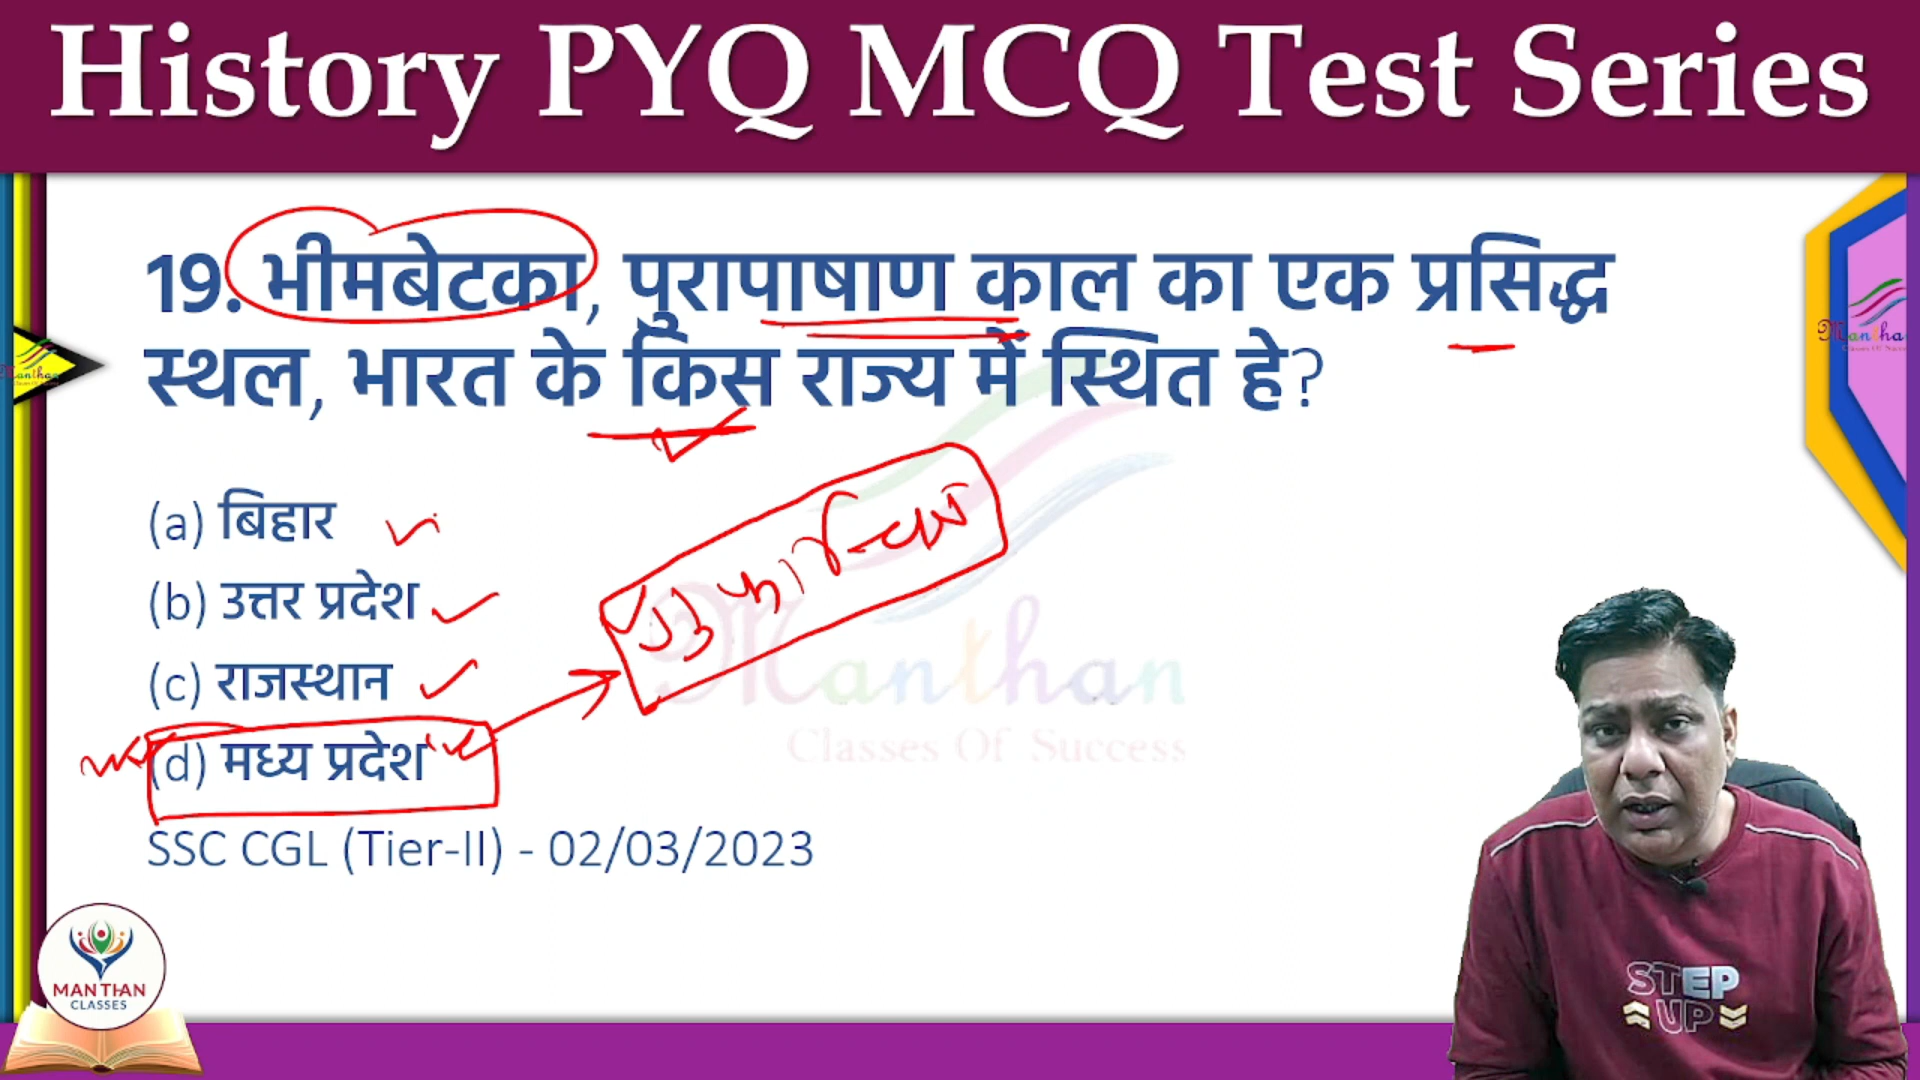 History PYQ MCQ Test Series
19. भीमबेटका, पुरापाषाण काल का एक प्रसिद्ध
स्थल, भारत के किस राज्य में स्थित हे?
(a) बिहार
(b) उत्तर प्रदेश
(c) राजस्थान
(d) मध्य प्रदेश
SSC CGL (Tier-II) - 02/03/2023
Manthan
Classes Of Success
MANTHAN
CLASSES
STEP
UP